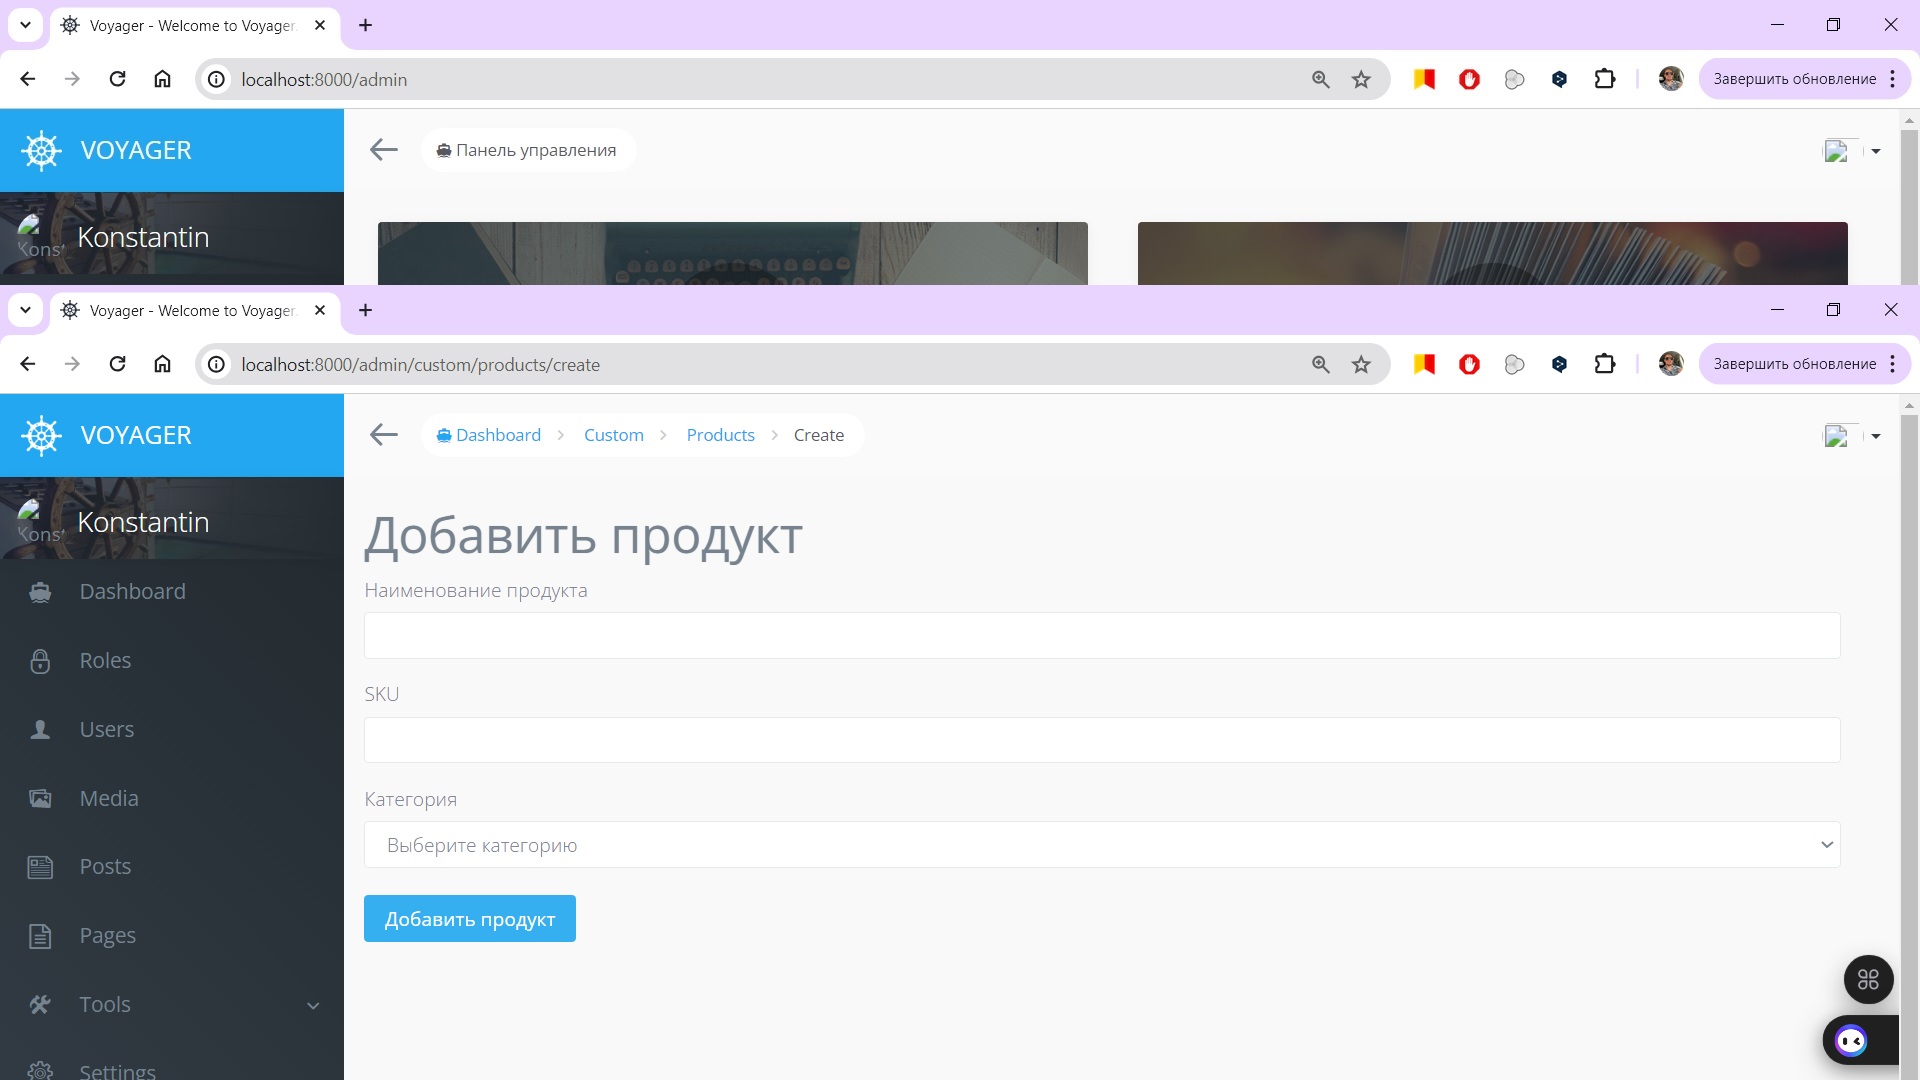 Voyager - Welcome to Voyager.
localhost:8000/admin
Завершить обновление
VOYAGER
Панель управления
Kons
Konstantin
Voyager - Welcome to Voyager.
localhost:8000/admin/custom/products/create
Завершить обновление
VOYAGER
Dashboard
Custom
Products
Create
Kons
Konstantin
Добавить продукт
Наименование продукта
SKU
Категория
Выберите категорию
Добавить продукт
Dashboard
Roles
Users
Media
Posts
Pages
Tools
Settings